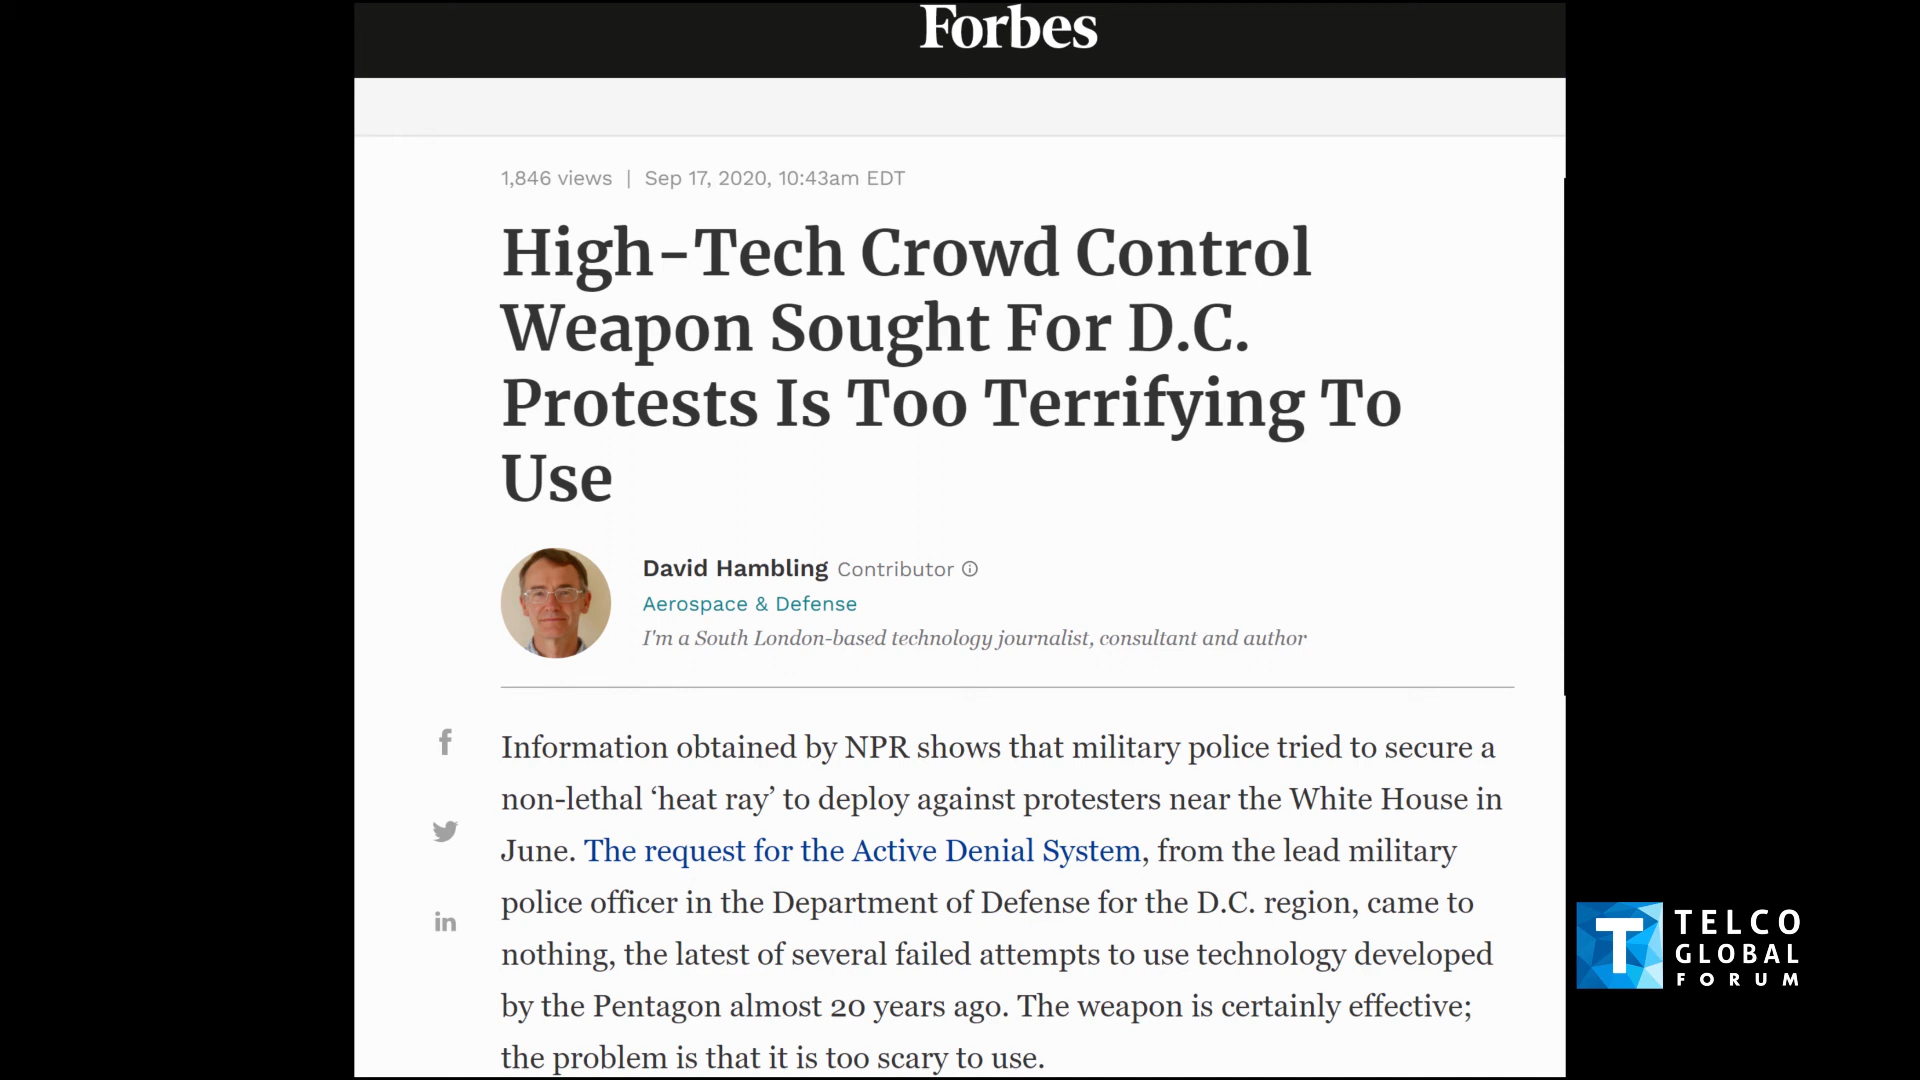 Forbes
1,846 views | Sep 17, 2020, 10:43am EDT
High-Tech Crowd Control
Weapon Sought For D.C.
Protests Is Too Terrifying To
Use
David Hambling Contributor
Aerospace & Defense
I'm a South London-based technology journalist, consultant and author
Information obtained by NPR shows that military police tried to secure a
non-lethal ‘heat ray’ to deploy against protesters near the White House in
June. The request for the Active Denial System, from the lead military
police officer in the Department of Defense for the D.C. region, came to
nothing, the latest of several failed attempts to use technology developed
by the Pentagon almost 20 years ago. The weapon is certainly effective;
the problem is that it is too scary to use.
T TELCO
GLOBAL
FORUM